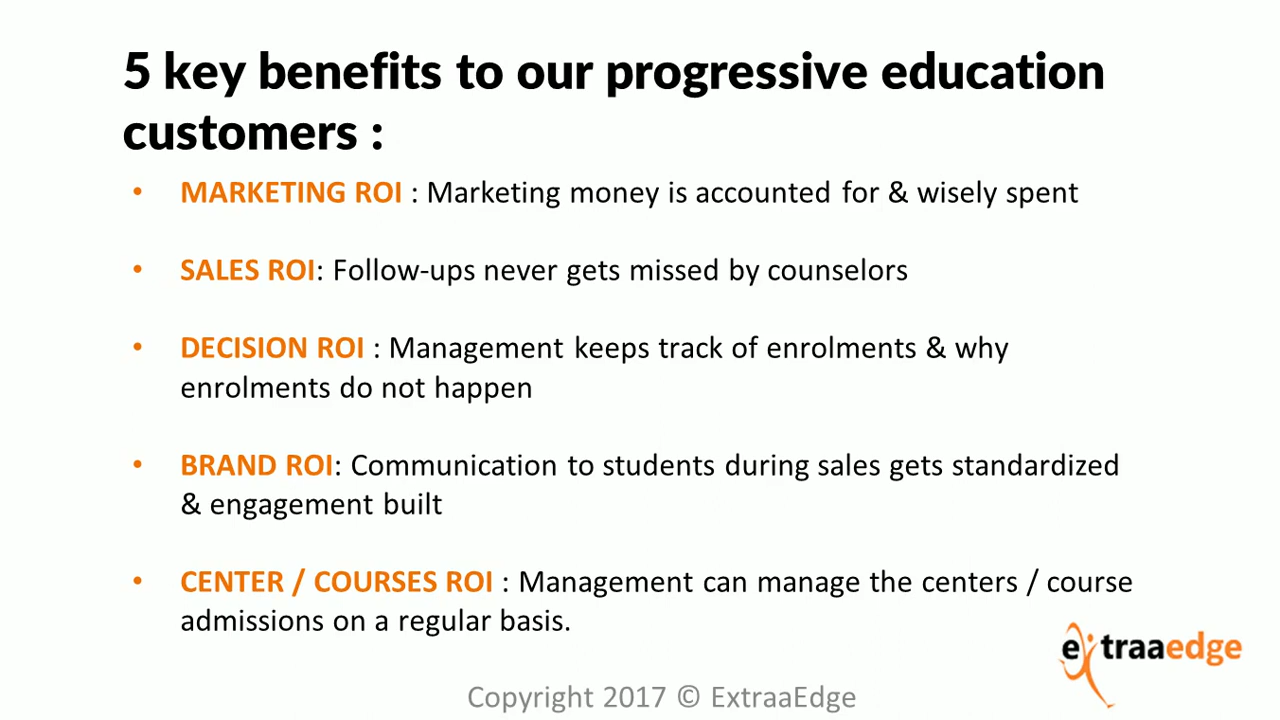 5 key benefits to our progressive education
customers :
• MARKETING ROI : Marketing money is accounted for & wisely spent
• SALES ROI: Follow-ups never gets missed by counselors
• DECISION ROI : Management keeps track of enrolments & why
enrolments do not happen
• BRAND ROI: Communication to students during sales gets standardized
& engagement built
• CENTER / COURSES ROI : Management can manage the centers / course
admissions on a regular basis.
extraaedge
Copyright 2017 © ExtraaEdge